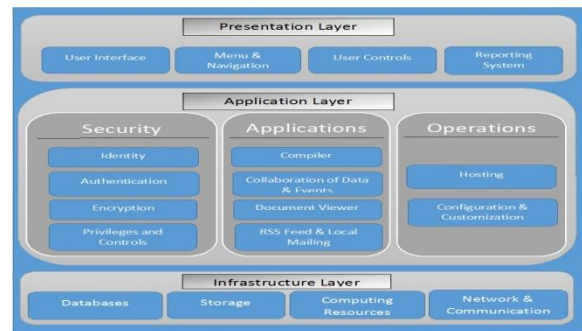 Presentation Layer
User Interface
Menu &
Navigation
User Controls
Reporting
System
Application Layer
Security
Identity
Authentication
Encryption
Privileges and
Controls
Applications
Compiler
Collaboration of Data
& Events
Document Viewer
RSS Feed & Local
Mailing
Operations
Hosting
Configuration &
Customization
Infrastructure Layer
Databases
Storage
Computing
Resources
Network &
Communication